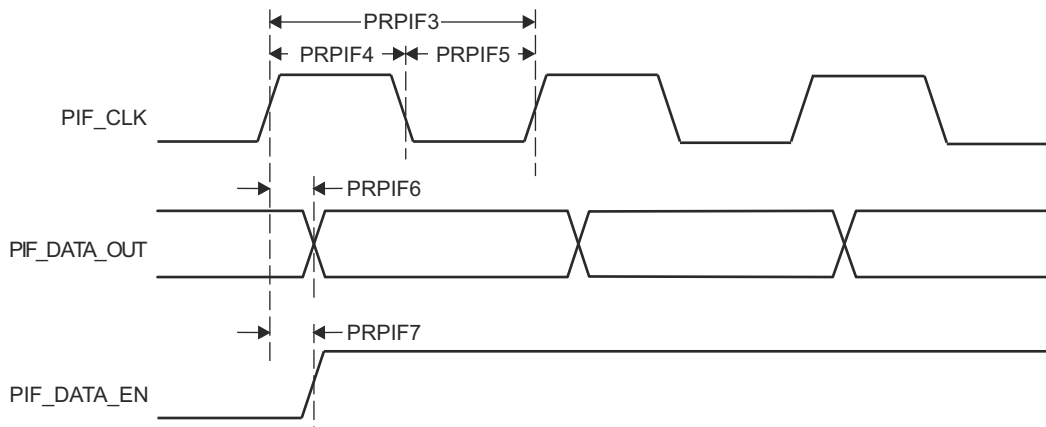 PRPIF3
PRPIF4
PRPIF5
PIF_CLK
PRPIF6
PIF_DATA_OUT
PRPIF7
PIF_DATA_EN